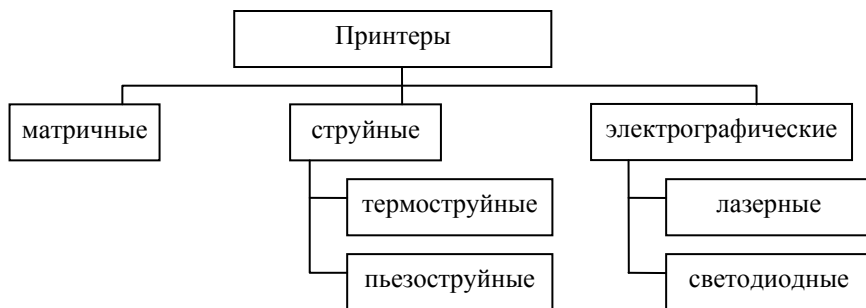 Принтеры
матричные
струйные
электрографические
термоструйные
лазерные
пьезоструйные
светодиодные